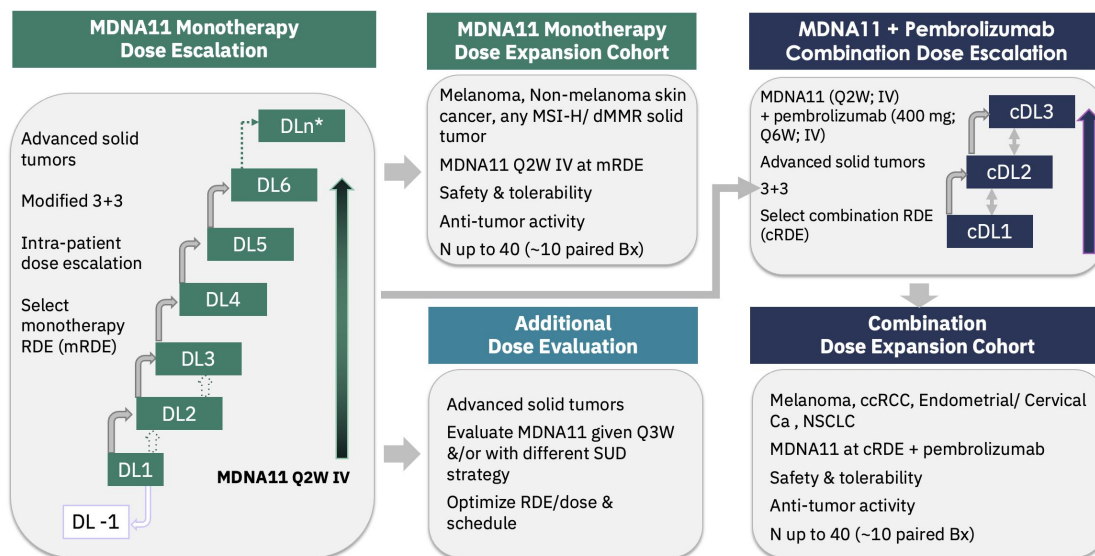 MDNA11 Monotherapy
Dose Escalation
Advanced solid
tumors
Modified 3+3
Intra-patient
dose escalation
Select
monotherapy
RDE (mRDE)
DLn*
DL6
DL5
DL4
DL3
DL2
DL1
DL -1
MDNA11 Q2W IV
MDNA11 Monotherapy
Dose Expansion Cohort
Melanoma, Non-melanoma skin
cancer, any MSI-H/ dMMR solid
tumor
MDNA11 Q2W IV at mRDE
Safety & tolerability
Anti-tumor activity
N up to 40 (~10 paired Bx)
Additional
Dose Evaluation
Advanced solid tumors
Evaluate MDNA11 given Q3W
&/or with different SUD
strategy
Optimize RDE/dose &
schedule
MDNA11 + Pembrolizumab
Combination Dose Escalation
MDNA11 (Q2W; IV)
+ pembrolizumab (400 mg;
Q6W; IV)
Advanced solid tumors
3+3
Select combination RDE
(cRDE)
cDL3
cDL2
cDL1
Combination
Dose Expansion Cohort
Melanoma, ccRCC, Endometrial/ Cervical
Ca , NSCLC
MDNA11 at cRDE + pembrolizumab
Safety & tolerability
Anti-tumor activity
N up to 40 (~10 paired Bx)